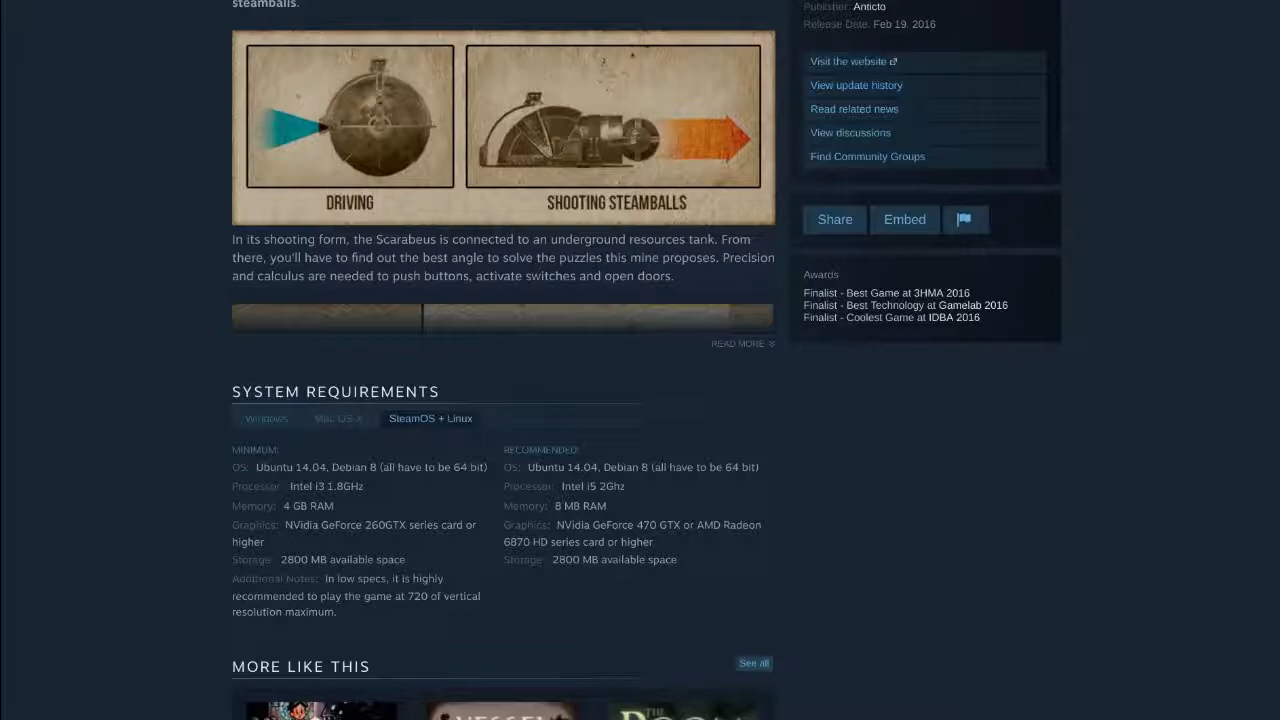 steamballs.
DRIVING
SHOOTING STEAMBALLS
In its shooting form, the Scarabeus is connected to an underground resources tank. From
there, you'll have to find out the best angle to solve the puzzles this mine proposes. Precision
and calculus are needed to push buttons, activate switches and open doors.
READ MORE
SYSTEM REQUIREMENTS
Windows
Mac OS X
SteamOS + Linux
MINIMUM:
OS: Ubuntu 14.04, Debian 8 (all have to be 64 bit)
Processor: Intel i3 1.8GHz
Memory: 4 GB RAM
Graphics: NVidia GeForce 260GTX series card or
higher
Storage: 2800 MB available space
Additional Notes: In low specs, it is highly
recommended to play the game at 720 of vertical
resolution maximum.
RECOMMENDED:
OS: Ubuntu 14.04, Debian 8 (all have to be 64 bit)
Processor: Intel i5 2Ghz
Memory: 8 MB RAM
Graphics: NVidia GeForce 470 GTX or AMD Radeon
6870 HD series card or higher
Storage: 2800 MB available space
MORE LIKE THIS
See all
THE
Publisher: Anticto
Release Date: Feb 19, 2016
Visit the website
View update history
Read related news
View discussions
Find Community Groups
Share
Embed
Awards
Finalist - Best Game at 3HMA 2016
Finalist - Best Technology at Gamelab 2016
Finalist - Coolest Game at IDBA 2016